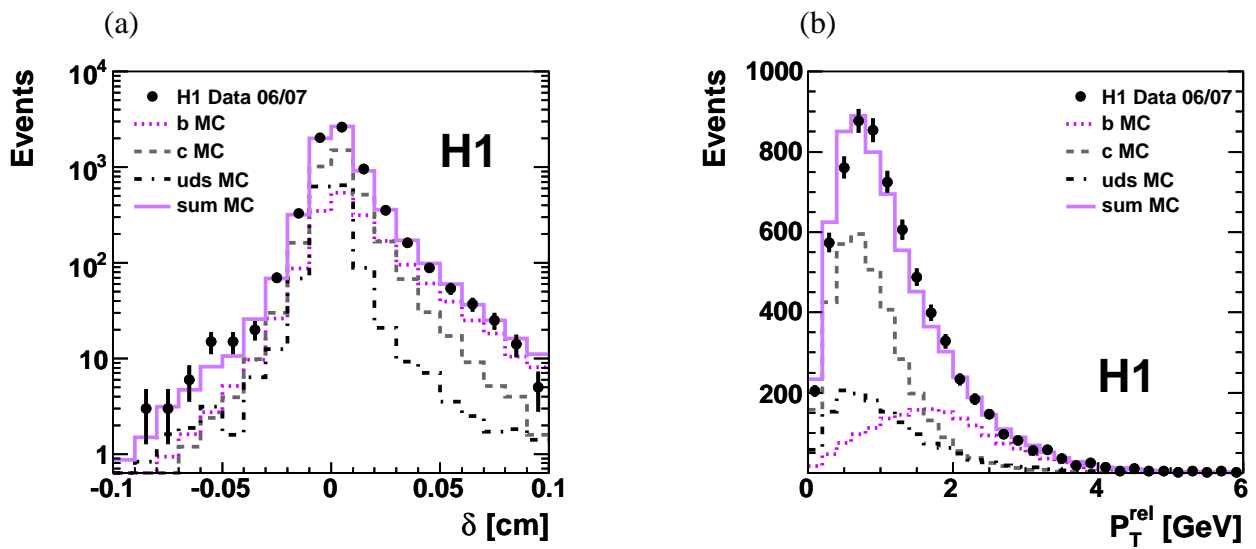 (a)
Events
10^4
10^3
10^2
10
1
H1 Data 06/07
b MC
c MC
uds MC
sum MC
H1
-0.1
-0.05
0
0.05
0.1
δ [cm]
(b)
Events
1000
800
600
400
200
H1 Data 06/07
b MC
c MC
uds MC
sum MC
H1
0
2
4
6
P_T^rel [GeV]